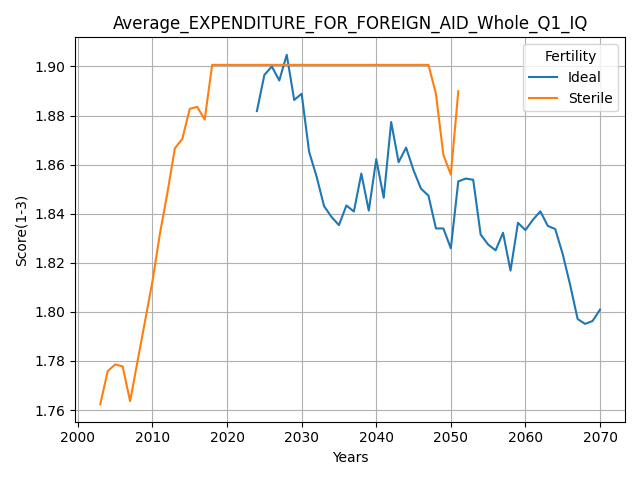 Average_EXPENDITURE_FOR_FOREIGN_AID_Whole_Q1_IQ
Fertility
Ideal
Sterile
Score(1-3)
1.90
1.88
1.86
1.84
1.82
1.80
1.78
1.76
2000
2010
2020
2030
2040
2050
2060
2070
Years